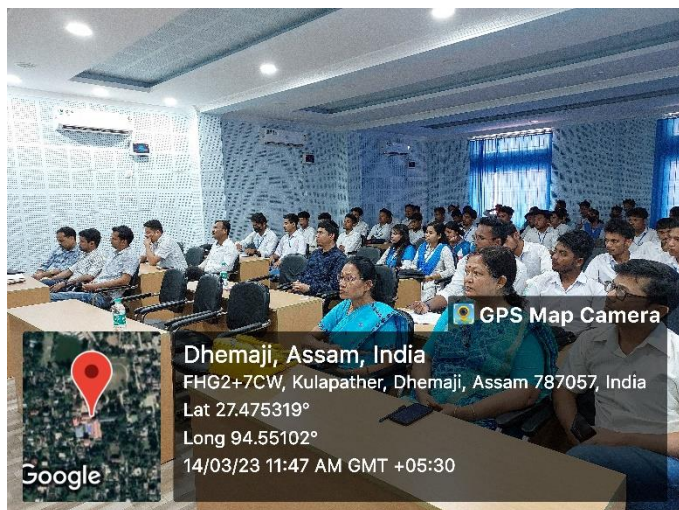 GPS Map Camera
Dhemaji, Assam, India
FHG2+7CW, Kulapather, Dhemaji, Assam 787057, India
Lat 27.475319°
Long 94.55102°
14/03/23 11:47 AM GMT +05:30
Google